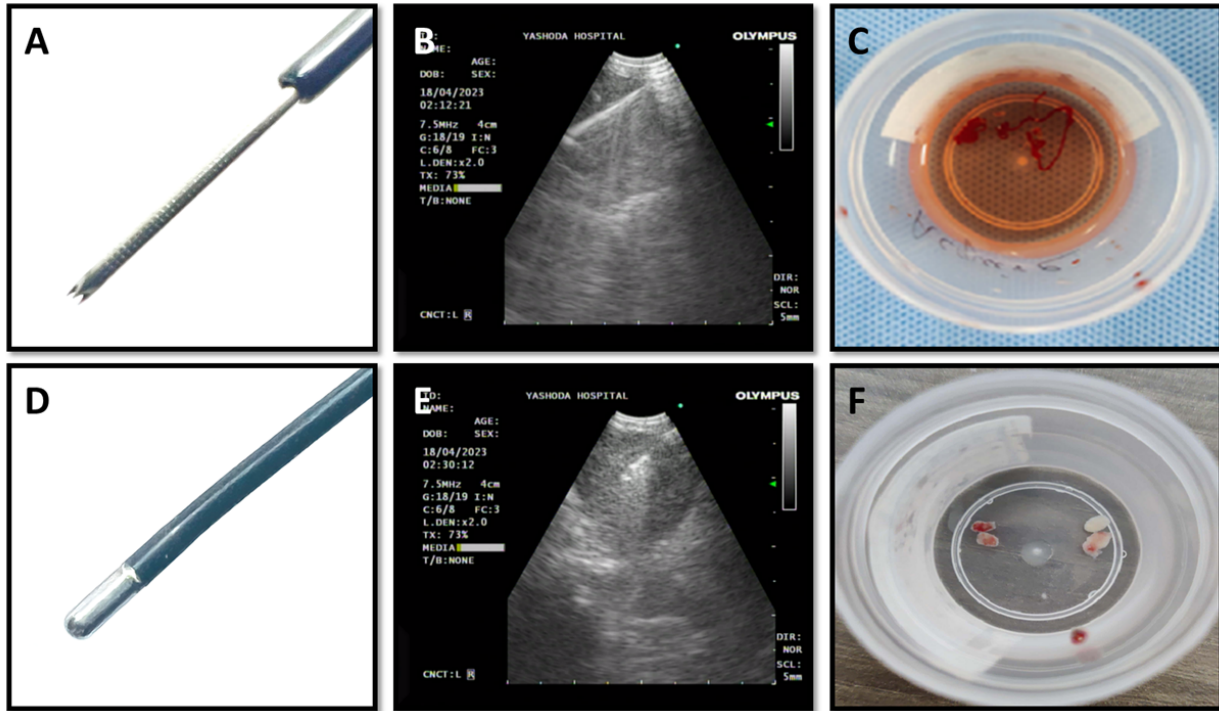 A
B
ID:
YASHODA HOSPITAL
OLYMPUS
NAME:
AGE:
DOB: SEX:
18/04/2023
02:12:21
7.5MHz 4cm
G:18/19 I:N
C:6/8 FC:3
L.DEN:x2.0
TX: 73%
MEDIA
T/B:NONE
DIR:
NOR
SCL:
5mm
CNCT:L R
C
D
E
ID:
YASHODA HOSPITAL
OLYMPUS
NAME:
AGE:
DOB: SEX:
18/04/2023
02:30:12
7.5MHz 4cm
G:18/19 I:N
C:6/8 FC:3
L.DEN:x2.0
TX: 73%
MEDIA
T/B:NONE
DIR:
NOR
SCL:
5mm
CNCT:L R
F